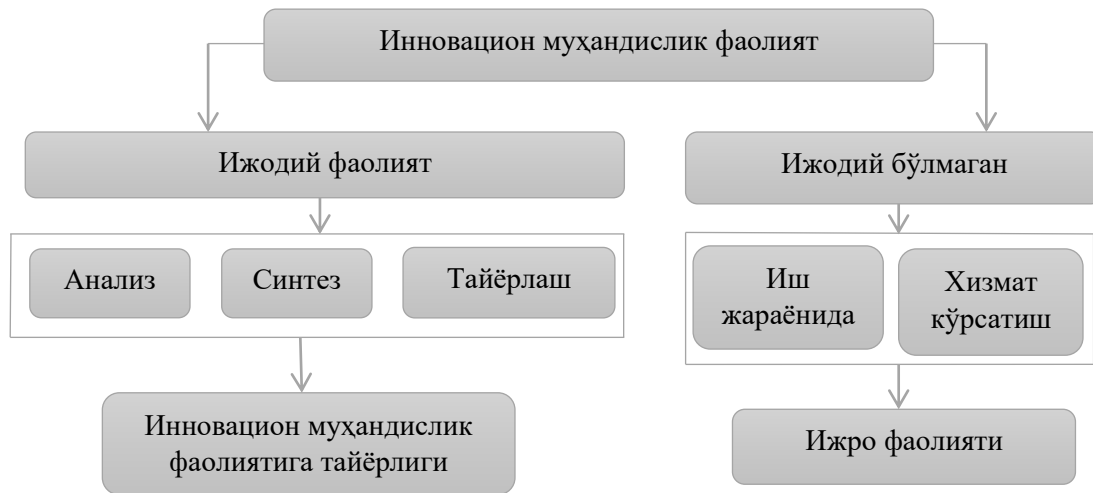 Инновацион муҳандислик фаолият
Ижодий фаолият
Ижодий бўлмаган
Анализ
Синтез
Тайёрлаш
Иш
жараёнида
Хизмат
кўрсатиш
Инновацион муҳандислик
фаолиятига тайёрлиги
Ижро фаолияти